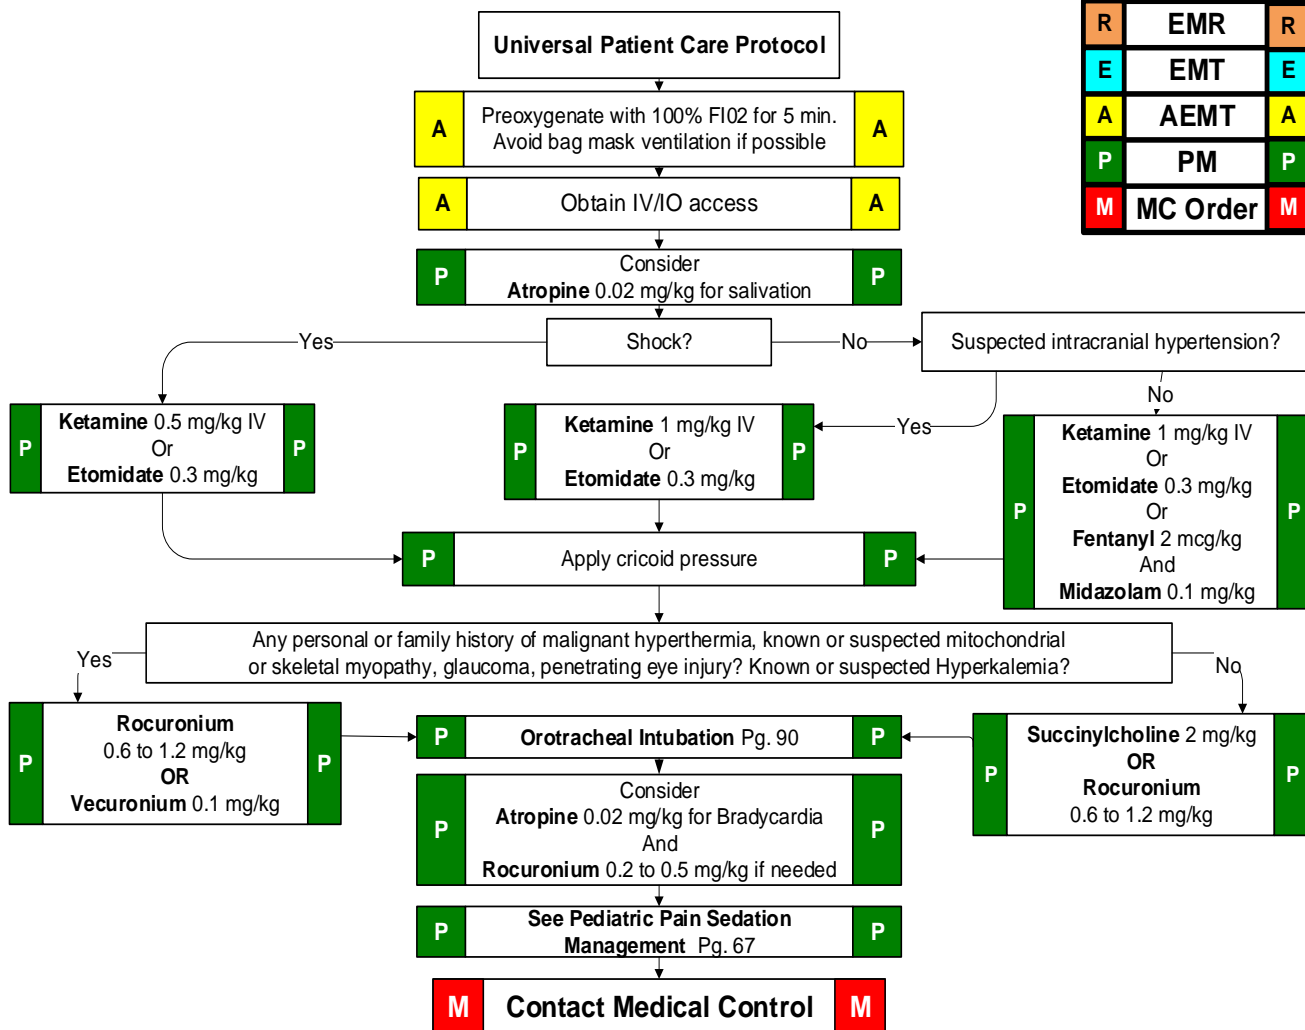 R EMR R
E EMT E
A AEMT A
P PM P
M MC Order M
Universal Patient Care Protocol
A Preoxygenate with 100% FI02 for 5 min. A
Avoid bag mask ventilation if possible
A Obtain IV/IO access A
P Consider P
Atropine 0.02 mg/kg for salivation
Yes
Shock?
No
Suspected intracranial hypertension?
Yes
No
P Ketamine 0.5 mg/kg IV P
Or
Etomidate 0.3 mg/kg
P Ketamine 1 mg/kg IV P
Or
Etomidate 0.3 mg/kg
Ketamine 1 mg/kg IV
Or
Etomidate 0.3 mg/kg
P Or P
Fentanyl 2 mcg/kg
And
Midazolam 0.1 mg/kg
P Apply cricoid pressure P
Any personal or family history of malignant hyperthermia, known or suspected mitochondrial
or skeletal myopathy, glaucoma, penetrating eye injury? Known or suspected Hyperkalemia?
Yes
No
Rocuronium
P 0.6 to 1.2 mg/kg P
OR
Vecuronium 0.1 mg/kg
P Orotracheal Intubation Pg. 90 P
Succinylcholine 2 mg/kg
P OR P
Rocuronium
0.6 to 1.2 mg/kg
Consider
P Atropine 0.02 mg/kg for Bradycardia P
And
Rocuronium 0.2 to 0.5 mg/kg if needed
P See Pediatric Pain Sedation P
Management Pg. 67
M Contact Medical Control M